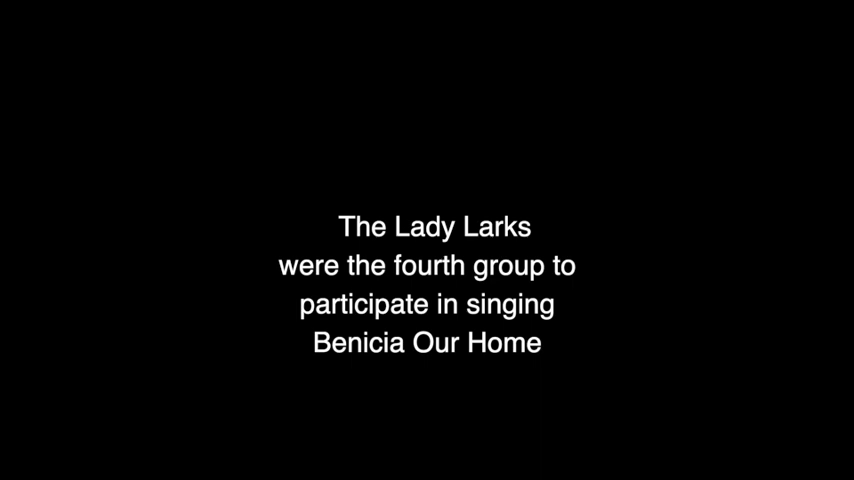 The Lady Larks
were the fourth group to
participate in singing
Benicia Our Home